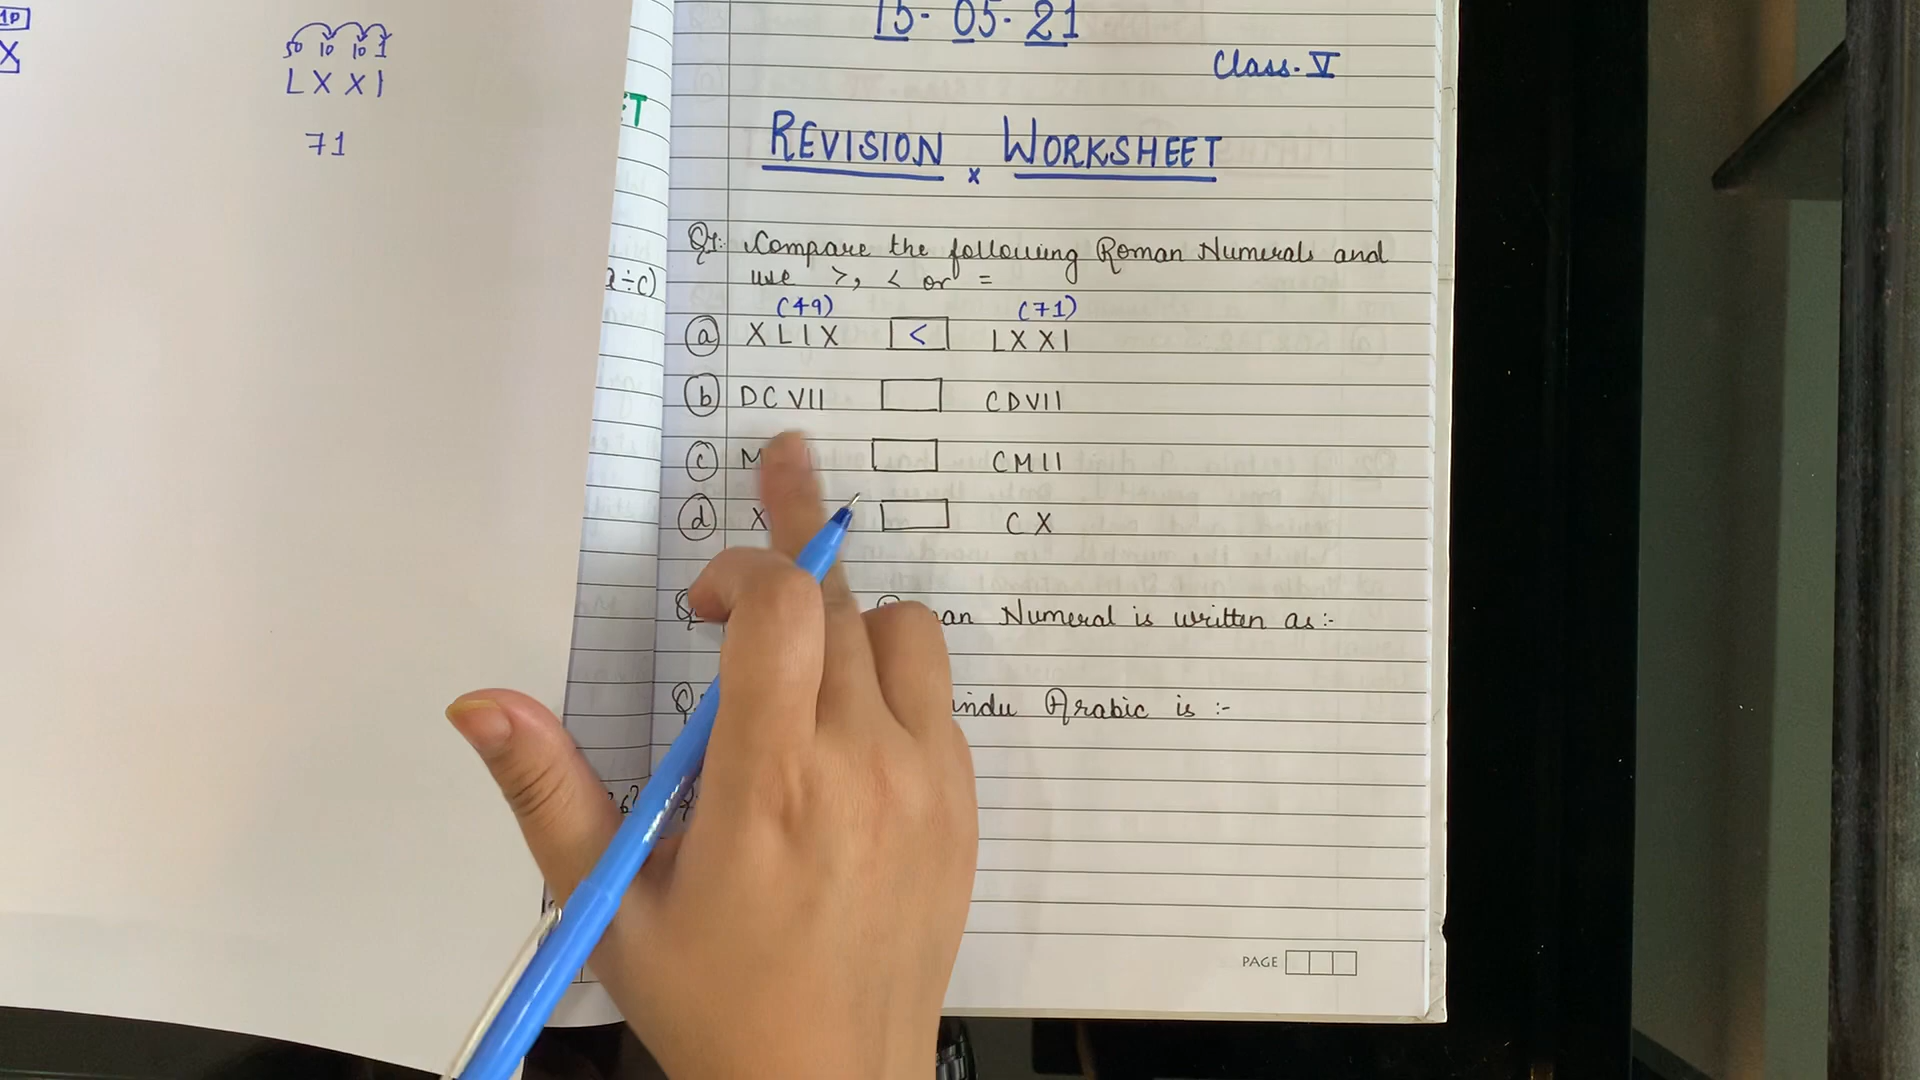 X
50 10 10 1
LXXI
71
15-05-21
Class-V
REVISION x WORKSHEET
Q1: Compare the following Roman Numerals and
use >, < or =
(49) (71)
(a) XLIX < LXXI
(b) DCVII CDVII
(c) M CMII
(d) X CX
Numeral is written as:-
Arabic is :-
PAGE